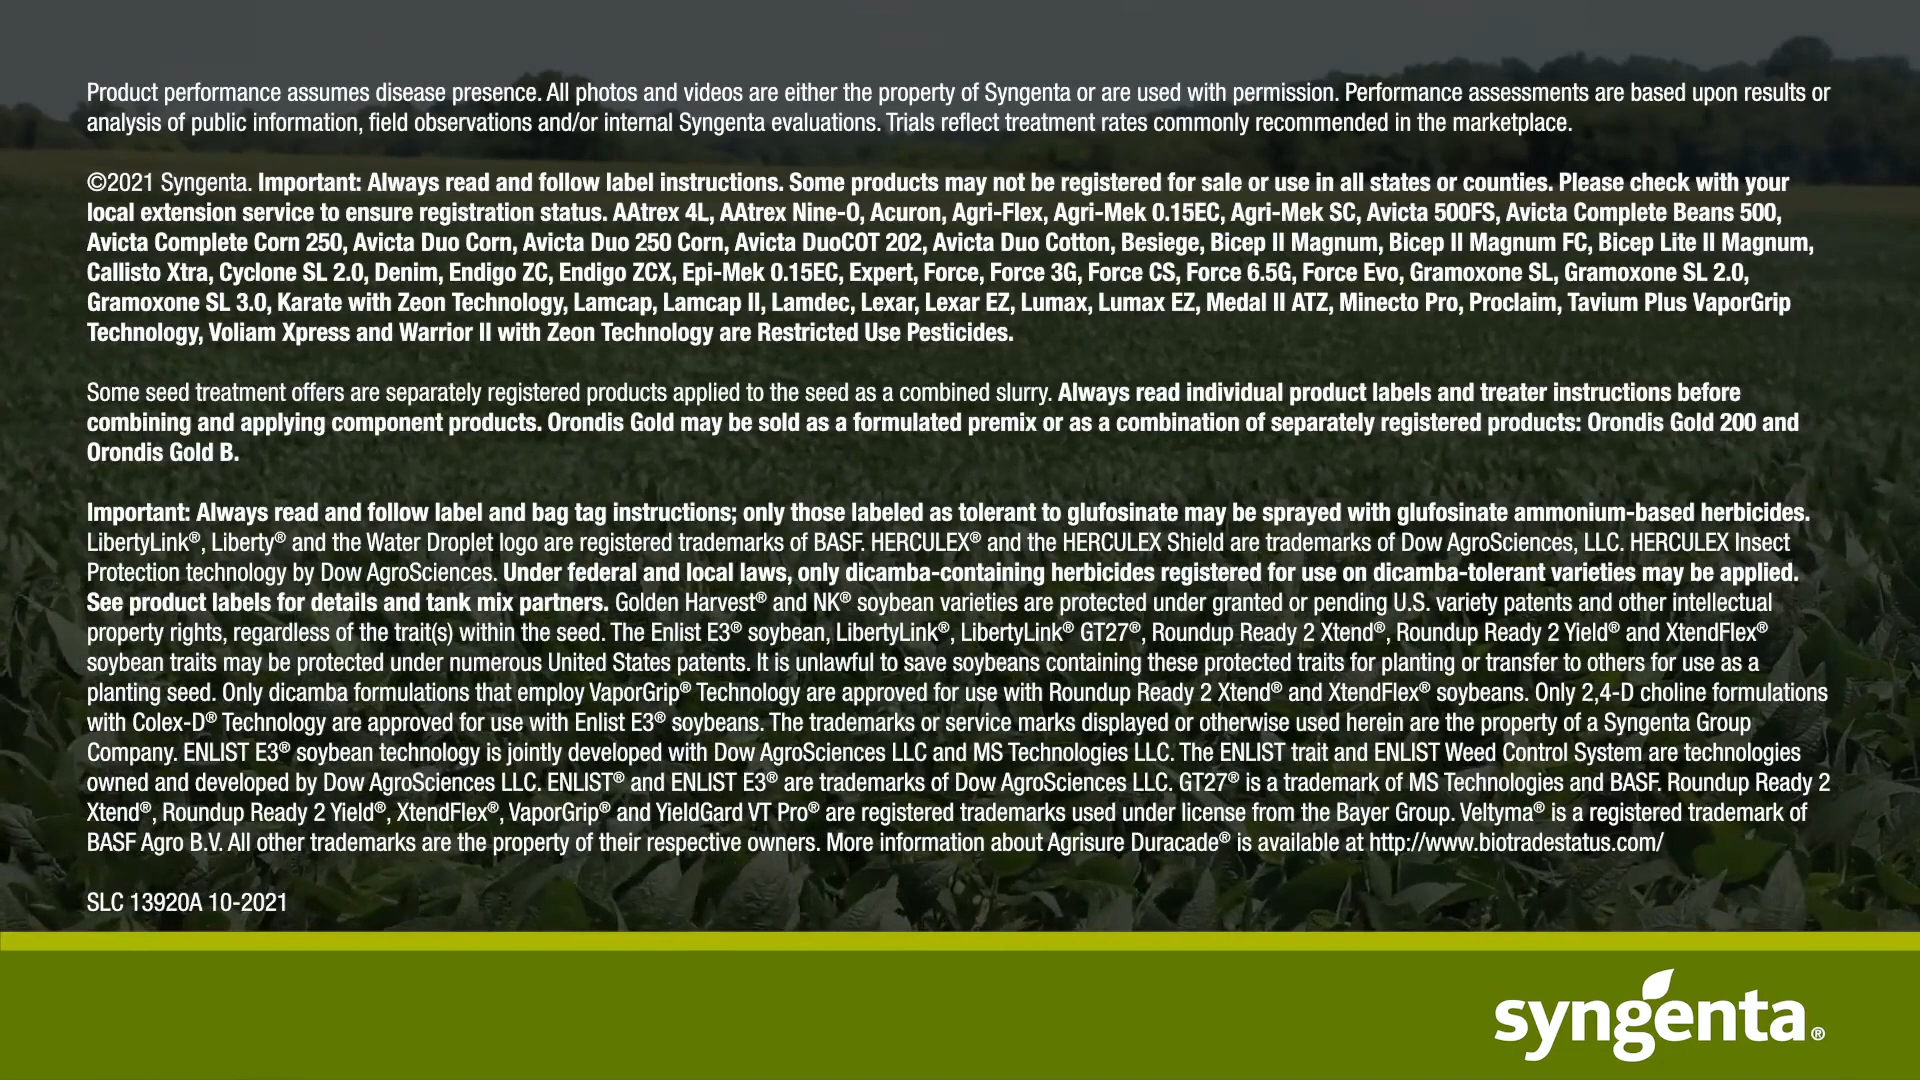 Product performance assumes disease presence. All photos and videos are either the property of Syngenta or are used with permission. Performance assessments are based upon results or
analysis of public information, field observations and/or internal Syngenta evaluations. Trials reflect treatment rates commonly recommended in the marketplace.
©2021 Syngenta. Important: Always read and follow label instructions. Some products may not be registered for sale or use in all states or counties. Please check with your
local extension service to ensure registration status. AAtrex 4L, AAtrex Nine-O, Acuron, Agri-Flex, Agri-Mek 0.15EC, Agri-Mek SC, Avicta 500FS, Avicta Complete Beans 500,
Avicta Complete Corn 250, Avicta Duo Corn, Avicta Duo 250 Corn, Avicta DuoCOT 202, Avicta Duo Cotton, Besiege, Bicep II Magnum, Bicep II Magnum FC, Bicep Lite II Magnum,
Callisto Xtra, Cyclone SL 2.0, Denim, Endigo ZC, Endigo ZCX, Epi-Mek 0.15EC, Expert, Force, Force 3G, Force CS, Force 6.5G, Force Evo, Gramoxone SL, Gramoxone SL 2.0,
Gramoxone SL 3.0, Karate with Zeon Technology, Lamcap, Lamcap II, Lamdec, Lexar, Lexar EZ, Lumax, Lumax EZ, Medal II ATZ, Minecto Pro, Proclaim, Tavium Plus VaporGrip
Technology, Voliam Xpress and Warrior II with Zeon Technology are Restricted Use Pesticides.
Some seed treatment offers are separately registered products applied to the seed as a combined slurry. Always read individual product labels and treater instructions before
combining and applying component products. Orondis Gold may be sold as a formulated premix or as a combination of separately registered products: Orondis Gold 200 and
Orondis Gold B.
Important: Always read and follow label and bag tag instructions; only those labeled as tolerant to glufosinate may be sprayed with glufosinate ammonium-based herbicides.
LibertyLink®, Liberty® and the Water Droplet logo are registered trademarks of BASF. HERCULEX® and the HERCULEX Shield are trademarks of Dow AgroSciences, LLC. HERCULEX Insect
Protection technology by Dow AgroSciences. Under federal and local laws, only dicamba-containing herbicides registered for use on dicamba-tolerant varieties may be applied.
See product labels for details and tank mix partners. Golden Harvest® and NK® soybean varieties are protected under granted or pending U.S. variety patents and other intellectual
property rights, regardless of the trait(s) within the seed. The Enlist E3® soybean, LibertyLink®, LibertyLink® GT27®, Roundup Ready 2 Xtend®, Roundup Ready 2 Yield® and XtendFlex®
soybean traits may be protected under numerous United States patents. It is unlawful to save soybeans containing these protected traits for planting or transfer to others for use as a
planting seed. Only dicamba formulations that employ VaporGrip® Technology are approved for use with Roundup Ready 2 Xtend® and XtendFlex® soybeans. Only 2,4-D choline formulations
with Colex-D® Technology are approved for use with Enlist E3® soybeans. The trademarks or service marks displayed or otherwise used herein are the property of a Syngenta Group
Company. ENLIST E3® soybean technology is jointly developed with Dow AgroSciences LLC and MS Technologies LLC. The ENLIST trait and ENLIST Weed Control System are technologies
owned and developed by Dow AgroSciences LLC. ENLIST® and ENLIST E3® are trademarks of Dow AgroSciences LLC. GT27® is a trademark of MS Technologies and BASF. Roundup Ready 2
Xtend®, Roundup Ready 2 Yield®, XtendFlex®, VaporGrip® and YieldGard VT Pro® are registered trademarks used under license from the Bayer Group. Veltyma® is a registered trademark of
BASF Agro B.V. All other trademarks are the property of their respective owners. More information about Agrisure Duracade® is available at http://www.biotradestatus.com/
SLC 13920A 10-2021
syngenta®